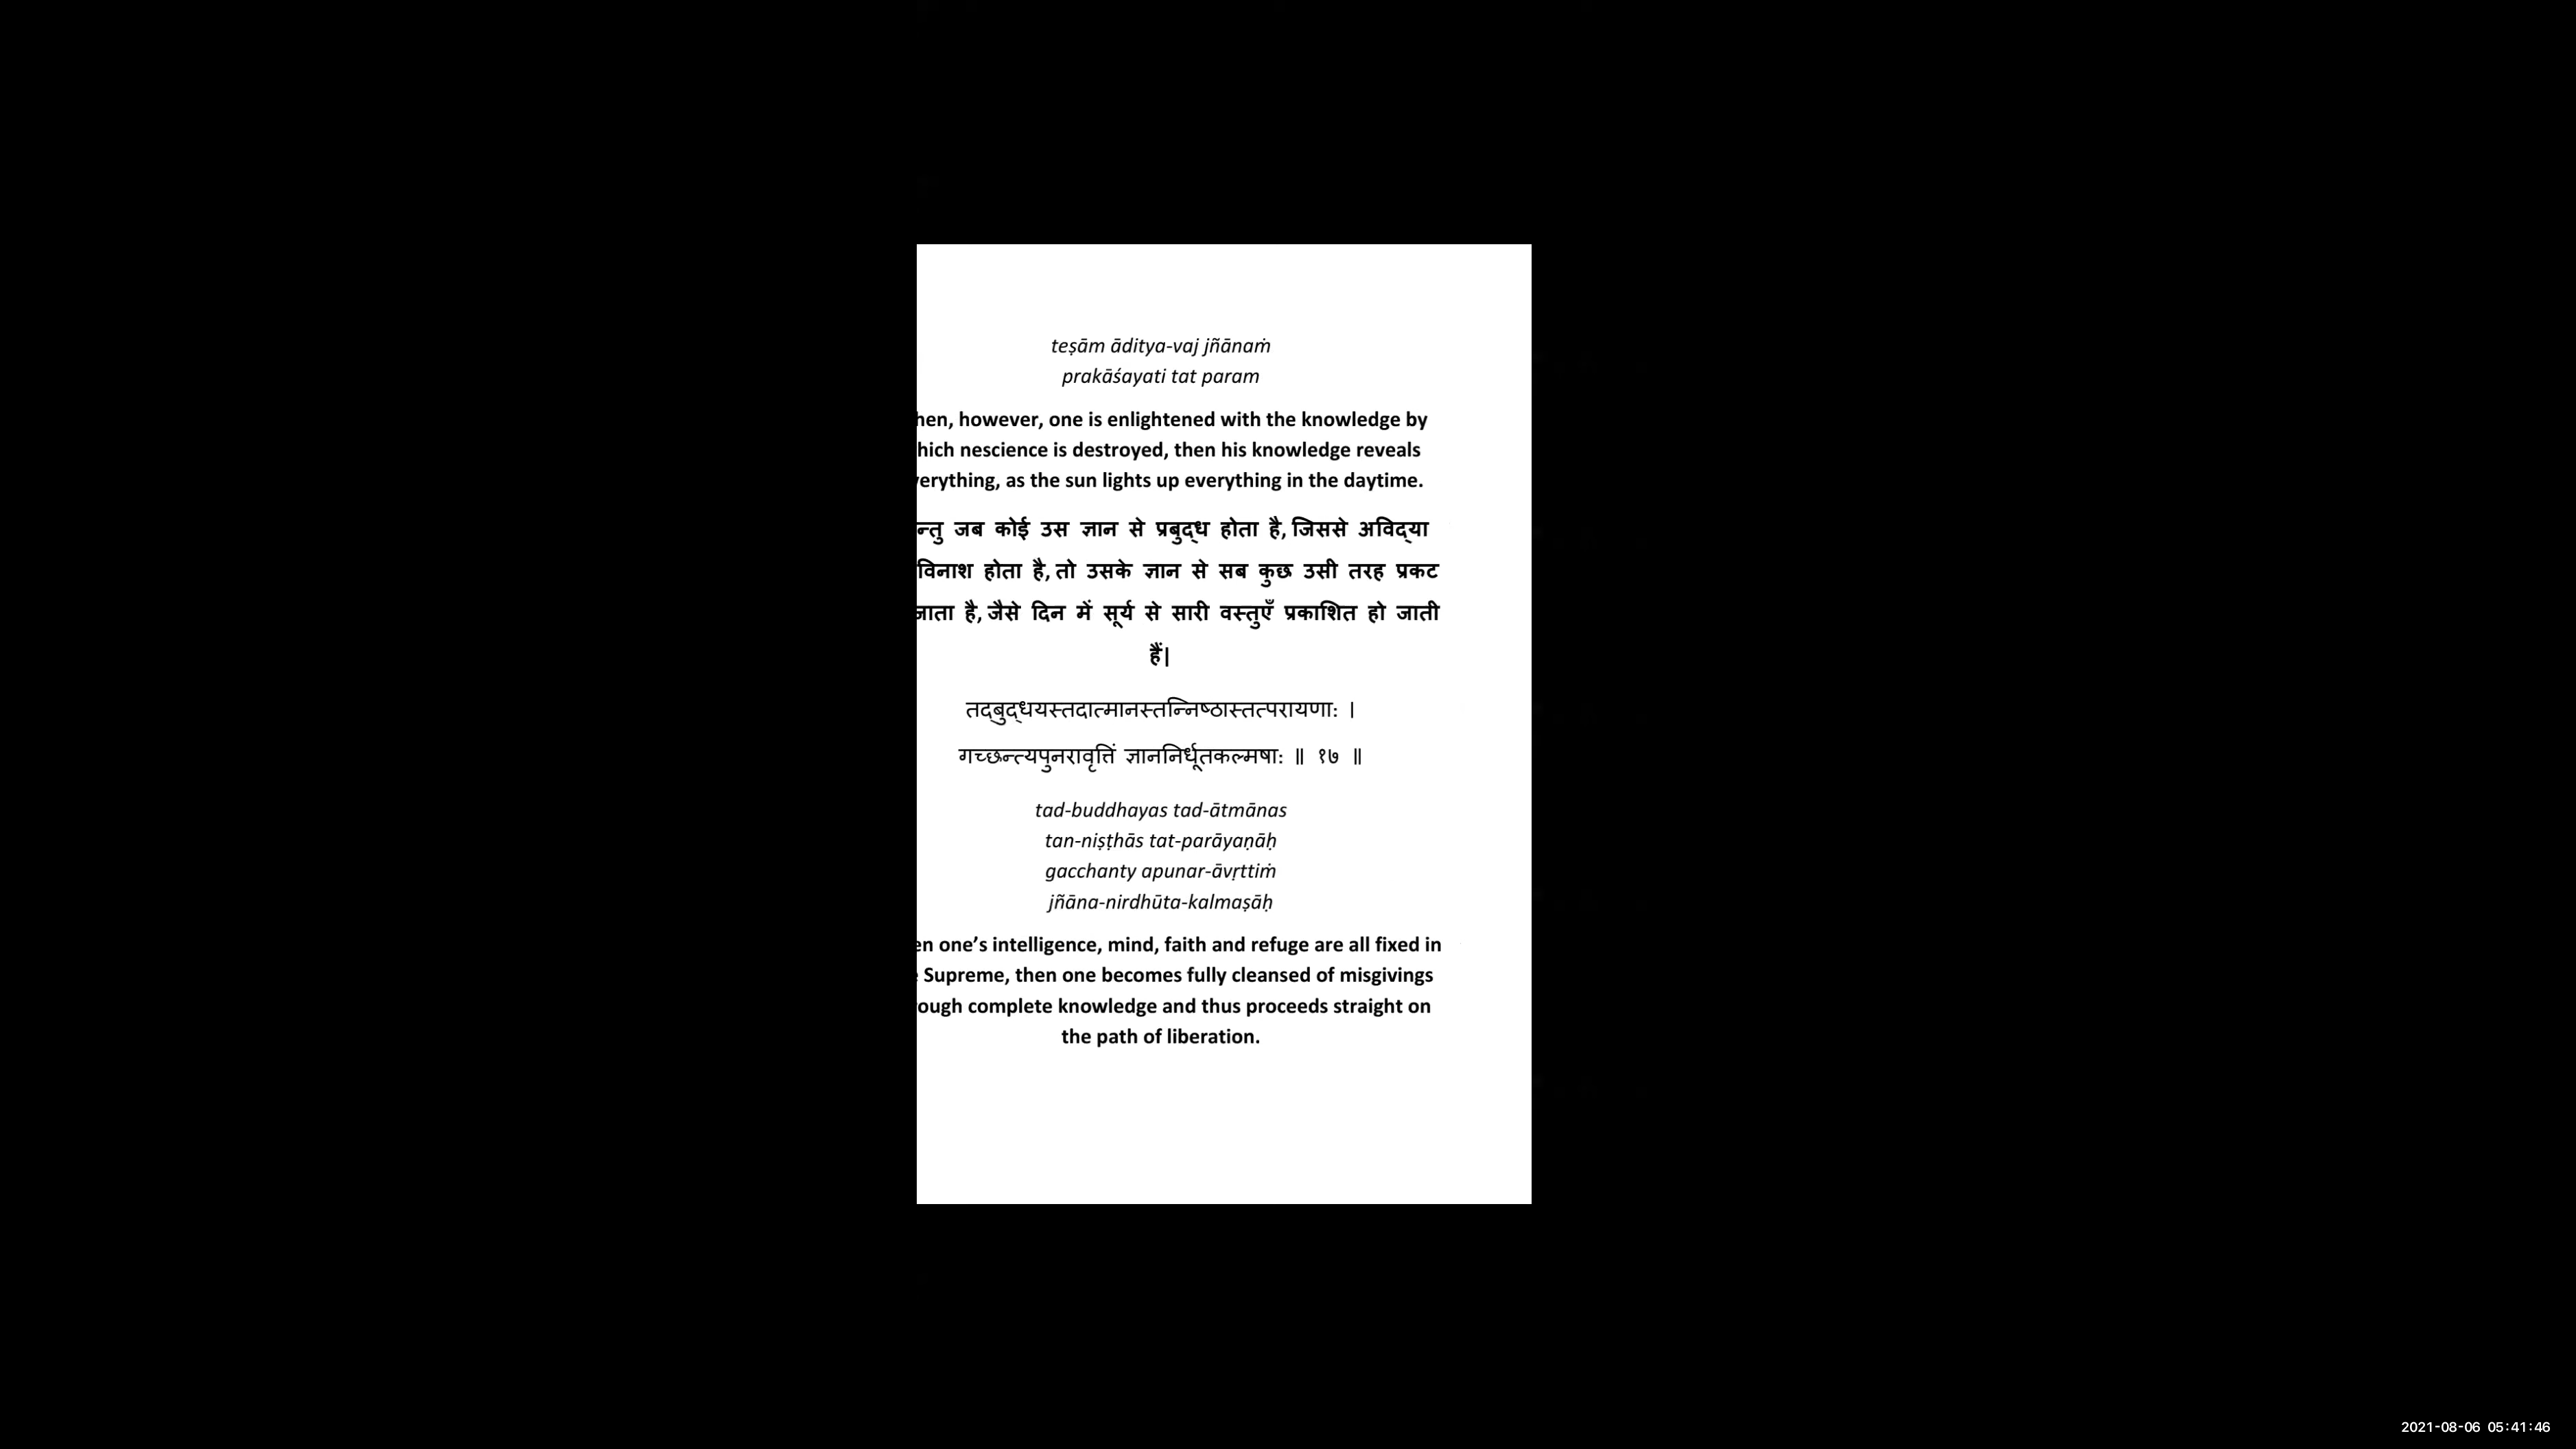 teṣām āditya-vaj jñānaṁ
prakāśayati tat param
hen, however, one is enlightened with the knowledge by
hich nescience is destroyed, then his knowledge reveals
verything, as the sun lights up everything in the daytime.
न्तु जब कोई उस ज्ञान से प्रबुद्ध होता है, जिससे अविद्या
विनाश होता है, तो उसके ज्ञान से सब कुछ उसी तरह प्रकट
जाता है, जैसे दिन में सूर्य से सारी वस्तुएँ प्रकाशित हो जाती
हैं|
तद्बुद्धयस्तदात्मानस्तन्निष्ठास्तत्परायणाः ।
गच्छन्त्यपुनरावृत्तिं ज्ञाननिर्धूतकल्मषाः ॥ १७ ॥
tad-buddhayas tad-ātmānas
tan-niṣṭhās tat-parāyaṇāḥ
gacchanty apunar-āvṛttiṁ
jñāna-nirdhūta-kalmaṣāḥ
en one’s intelligence, mind, faith and refuge are all fixed in
e Supreme, then one becomes fully cleansed of misgivings
ough complete knowledge and thus proceeds straight on
the path of liberation.
2021-08-06 05:41:46